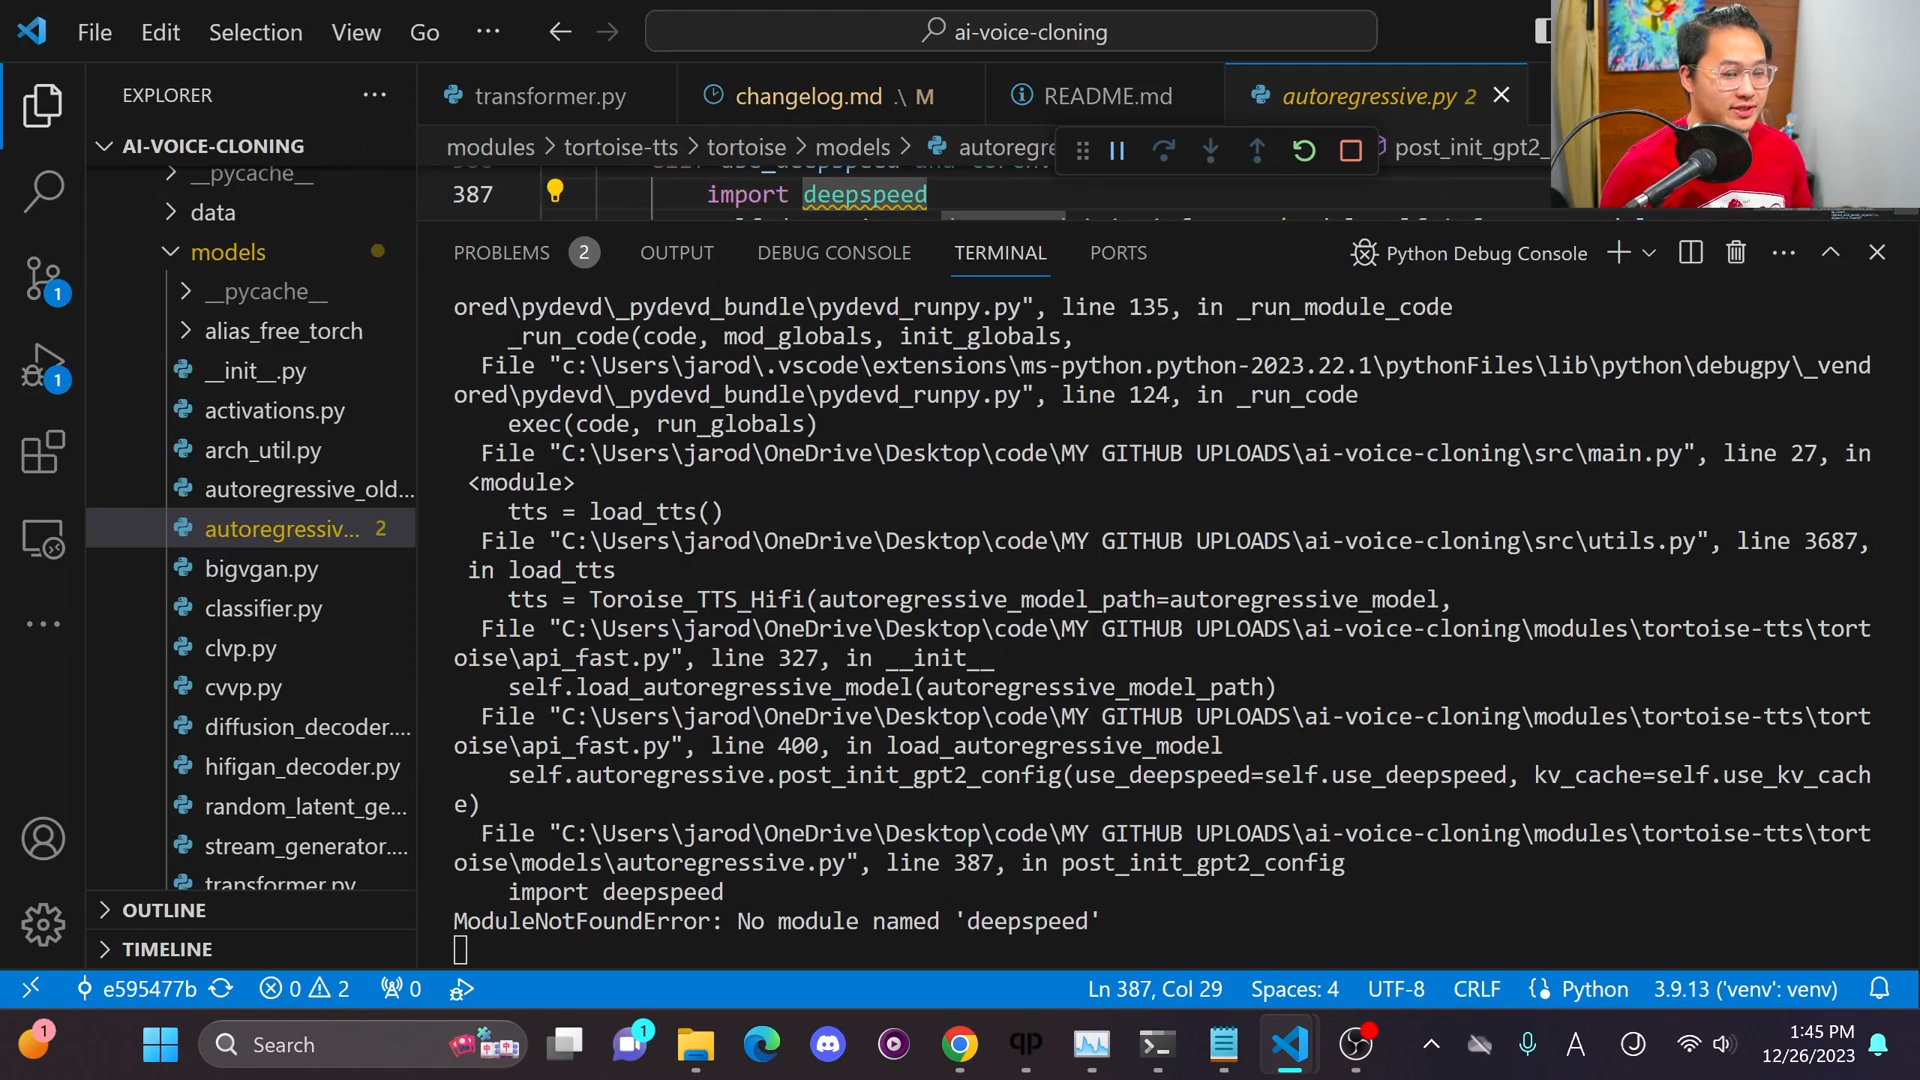 File Edit Selection View Go ··· ai-voice-cloning
EXPLORER ···
transformer.py changelog.md .\ M README.md autoregressive.py 2
AI-VOICE-CLONING
modules > tortoise-tts > tortoise > models > autoregre post_init_gpt2_
__pycache__
387 import deepspeed
data
models
PROBLEMS 2 OUTPUT DEBUG CONSOLE TERMINAL PORTS Python Debug Console
__pycache__
alias_free_torch
__init__.py
activations.py
arch_util.py
autoregressive_old...
autoregressiv... 2
bigvgan.py
classifier.py
clvp.py
cvvp.py
diffusion_decoder....
hifigan_decoder.py
random_latent_ge...
stream_generator....
transformer.py
OUTLINE
TIMELINE
ored\pydevd\_pydevd_bundle\pydevd_runpy.py", line 135, in _run_module_code
_run_code(code, mod_globals, init_globals,
File "c:\Users\jarod\.vscode\extensions\ms-python.python-2023.22.1\pythonFiles\lib\python\debugpy\_vend
ored\pydevd\_pydevd_bundle\pydevd_runpy.py", line 124, in _run_code
exec(code, run_globals)
File "C:\Users\jarod\OneDrive\Desktop\code\MY GITHUB UPLOADS\ai-voice-cloning\src\main.py", line 27, in
<module>
tts = load_tts()
File "C:\Users\jarod\OneDrive\Desktop\code\MY GITHUB UPLOADS\ai-voice-cloning\src\utils.py", line 3687,
in load_tts
tts = Toroise_TTS_Hifi(autoregressive_model_path=autoregressive_model,
File "C:\Users\jarod\OneDrive\Desktop\code\MY GITHUB UPLOADS\ai-voice-cloning\modules\tortoise-tts\tort
oise\api_fast.py", line 327, in __init__
self.load_autoregressive_model(autoregressive_model_path)
File "C:\Users\jarod\OneDrive\Desktop\code\MY GITHUB UPLOADS\ai-voice-cloning\modules\tortoise-tts\tort
oise\api_fast.py", line 400, in load_autoregressive_model
self.autoregressive.post_init_gpt2_config(use_deepspeed=self.use_deepspeed, kv_cache=self.use_kv_cach
e)
File "C:\Users\jarod\OneDrive\Desktop\code\MY GITHUB UPLOADS\ai-voice-cloning\modules\tortoise-tts\tort
oise\models\autoregressive.py", line 387, in post_init_gpt2_config
import deepspeed
ModuleNotFoundError: No module named 'deepspeed'
1
1
e595477b 0 2 0 Ln 387, Col 29 Spaces: 4 UTF-8 CRLF Python 3.9.13 ('venv': venv)
1 Search 1 1:45 PM
12/26/2023